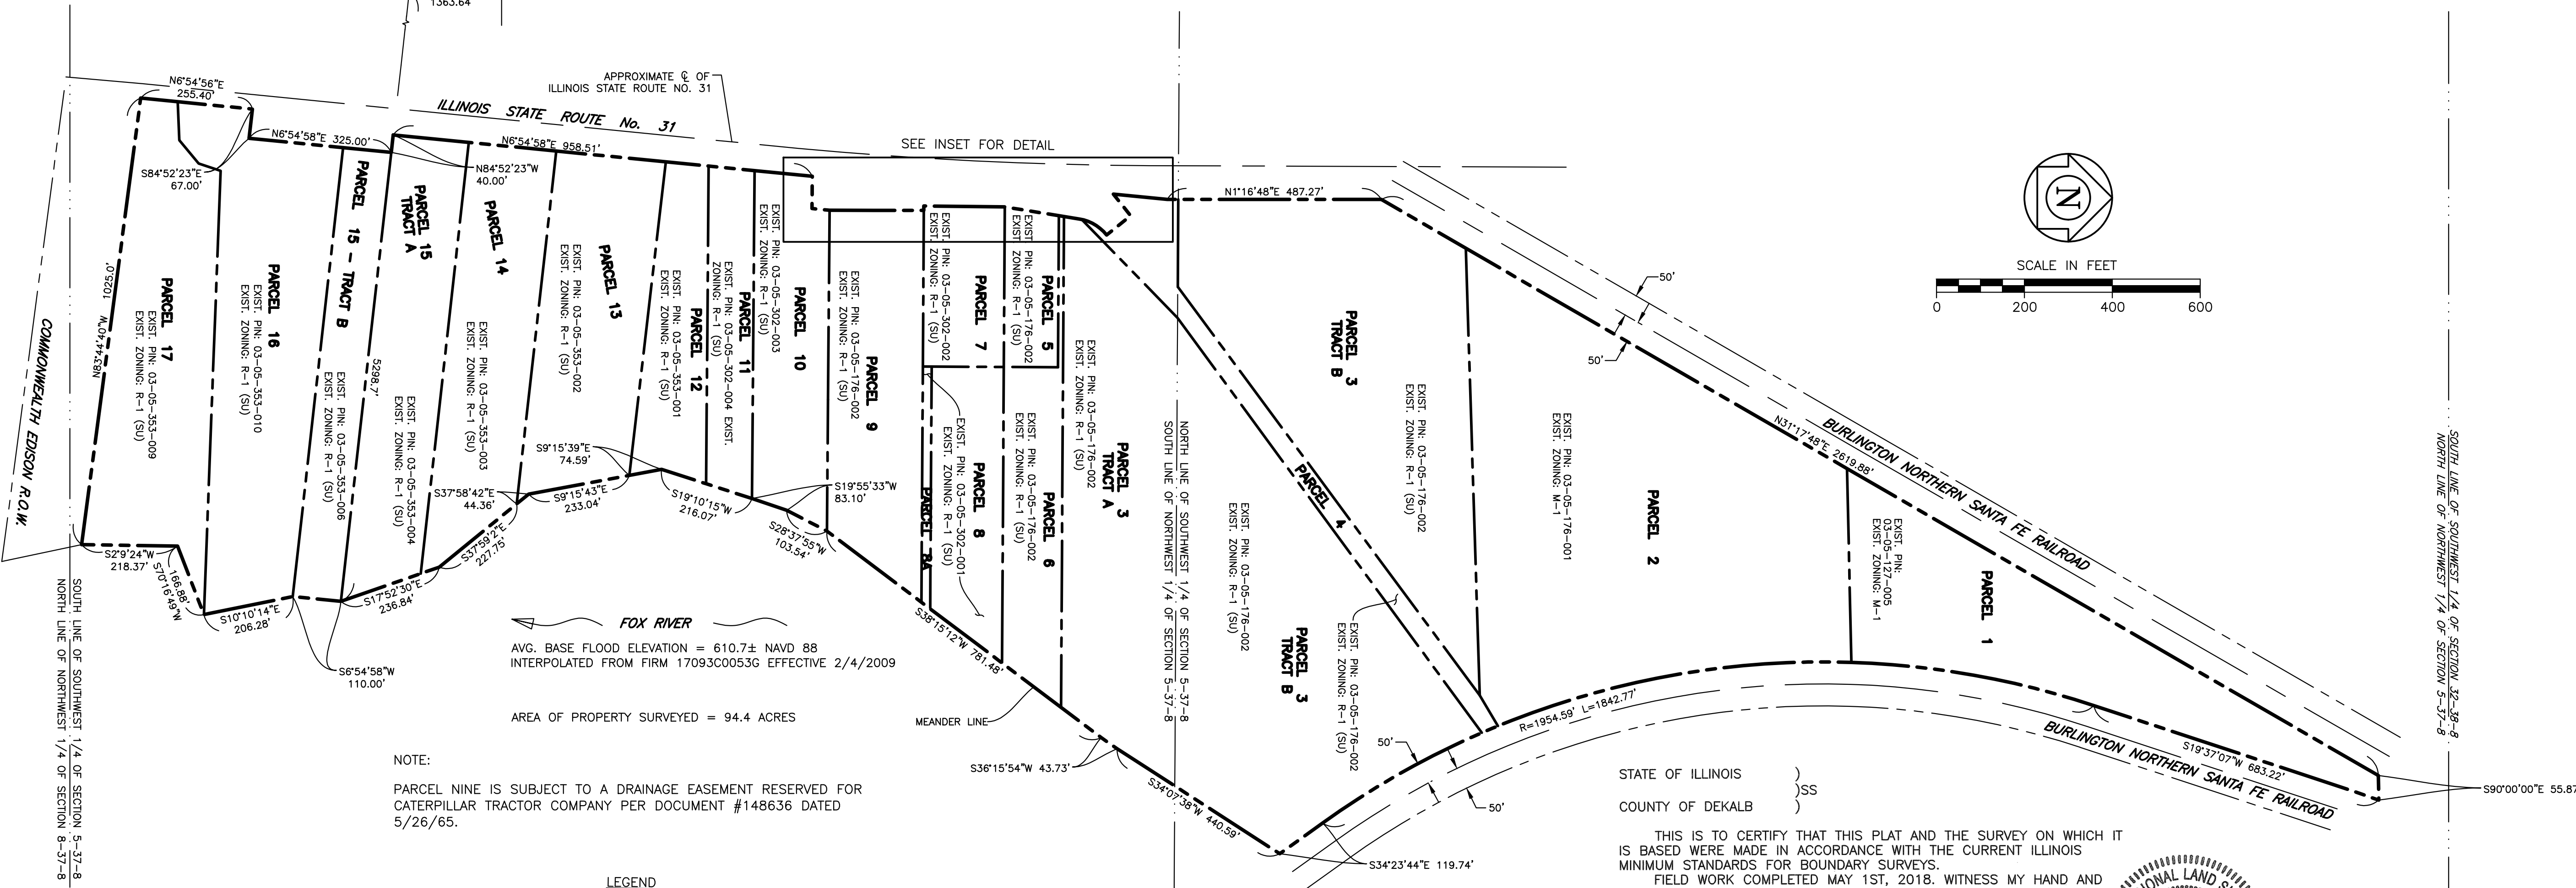 1363.64
N6°54'56"E
255.40'
APPROXIMATE ℄ OF
ILLINOIS STATE ROUTE NO. 31
ILLINOIS STATE ROUTE No. 31
N6°54'58"E 325.00'
N6°54'58"E 958.51'
N84°52'23"W
40.00'
S84°52'23"E
67.00'
SEE INSET FOR DETAIL
N1°16'48"E 487.27'
50'
50'
N
SCALE IN FEET
0 200 400 600
COMMONWEALTH EDISON R.O.W.
N83°44'40"W 1025.0'
PARCEL 17
EXIST. PIN: 03-05-353-009
EXIST. ZONING: R-1 (SU)
PARCEL 16
EXIST. PIN: 03-05-353-010
EXIST. ZONING: R-1 (SU)
PARCEL 15 - TRACT B
EXIST. PIN: 03-05-353-006
EXIST. ZONING: R-1 (SU)
5298.7'
PARCEL 15
TRACT A
EXIST. PIN: 03-05-353-004
EXIST. ZONING: R-1 (SU)
PARCEL 14
EXIST. PIN: 03-05-353-003
EXIST. ZONING: R-1 (SU)
PARCEL 13
EXIST. PIN: 03-05-353-002
EXIST. ZONING: R-1 (SU)
PARCEL 12
EXIST. PIN: 03-05-353-001
EXIST. ZONING: R-1 (SU)
PARCEL 11
EXIST. PIN: 03-05-302-004 EXIST.
ZONING: R-1 (SU)
PARCEL 10
EXIST. PIN: 03-05-302-003
EXIST. ZONING: R-1 (SU)
PARCEL 9
EXIST. PIN: 03-05-176-002
EXIST. ZONING: R-1 (SU)
PARCEL 7
EXIST. PIN: 03-05-302-002
EXIST. ZONING: R-1 (SU)
PARCEL 5
EXIST. PIN: 03-05-176-002
EXIST. ZONING: R-1 (SU)
PARCEL 8
EXIST. PIN: 03-05-302-001
EXIST. ZONING: R-1 (SU)
PARCEL 8A
PARCEL 6
EXIST. PIN: 03-05-176-002
EXIST. ZONING: R-1 (SU)
PARCEL 3
TRACT A
EXIST. PIN: 03-05-176-002
EXIST. ZONING: R-1 (SU)
NORTH LINE OF SOUTHWEST 1/4 OF SECTION 5-37-8
SOUTH LINE OF NORTHWEST 1/4 OF SECTION 5-37-8
PARCEL 3
TRACT B
EXIST. PIN: 03-05-176-002
EXIST. ZONING: R-1 (SU)
PARCEL 4
EXIST. PIN: 03-05-176-002
EXIST. ZONING: R-1 (SU)
PARCEL 3
TRACT B
EXIST. PIN: 03-05-176-002
EXIST. ZONING: R-1 (SU)
PARCEL 2
EXIST. PIN: 03-05-176-001
EXIST. ZONING: M-1
PARCEL 1
EXIST. PIN:
03-05-127-005
EXIST. ZONING: M-1
BURLINGTON NORTHERN SANTA FE RAILROAD
N31°17'48"E 2619.88'
SOUTH LINE OF SOUTHWEST 1/4 OF SECTION 32-38-8
NORTH LINE OF NORTHWEST 1/4 OF SECTION 5-37-8
S2°9'24"W
218.37'
S70°16'49"W
166.88'
S10°10'14"E
206.28'
S6°54'58"W
110.00'
S17°52'30"E
236.84'
S37°59'2"E
227.75'
S37°58'42"E
44.36'
S9°15'43"E
233.04'
S9°15'39"E
74.59'
S19°10'15"W
216.07'
S19°55'33"W
83.10'
S28°37'55"W
103.54'
S38°15'12"W 781.48'
MEANDER LINE
S36°15'54"W 43.73'
S34°07'38"W 440.59'
S34°23'44"E 119.74'
50'
50'
R=1954.59' L=1842.77'
S19°37'07"W 683.22'
BURLINGTON NORTHERN SANTA FE RAILROAD
S90°00'00"E 55.87
SOUTH LINE OF SOUTHWEST 1/4 OF SECTION 5-37-8
NORTH LINE OF NORTHWEST 1/4 OF SECTION 8-37-8
FOX RIVER
AVG. BASE FLOOD ELEVATION = 610.7± NAVD 88
INTERPOLATED FROM FIRM 17093C0053G EFFECTIVE 2/4/2009
AREA OF PROPERTY SURVEYED = 94.4 ACRES
NOTE:
PARCEL NINE IS SUBJECT TO A DRAINAGE EASEMENT RESERVED FOR
CATERPILLAR TRACTOR COMPANY PER DOCUMENT #148636 DATED
5/26/65.
LEGEND
STATE OF ILLINOIS )
)SS
COUNTY OF DEKALB )
THIS IS TO CERTIFY THAT THIS PLAT AND THE SURVEY ON WHICH IT
IS BASED WERE MADE IN ACCORDANCE WITH THE CURRENT ILLINOIS
MINIMUM STANDARDS FOR BOUNDARY SURVEYS.
FIELD WORK COMPLETED MAY 1ST, 2018. WITNESS MY HAND AND
IONAL LAND S